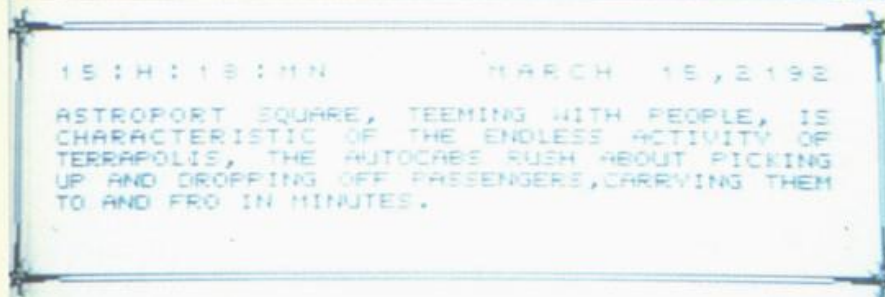 15:H:18:MN MARCH 15,2192
ASTROPORT SQUARE, TEEMING WITH PEOPLE, IS
CHARACTERISTIC OF THE ENDLESS ACTIVITY OF
TERRAPOLIS, THE AUTOCABS RUSH ABOUT PICKING
UP AND DROPPING OFF PASSENGERS,CARRYING THEM
TO AND FRO IN MINUTES.